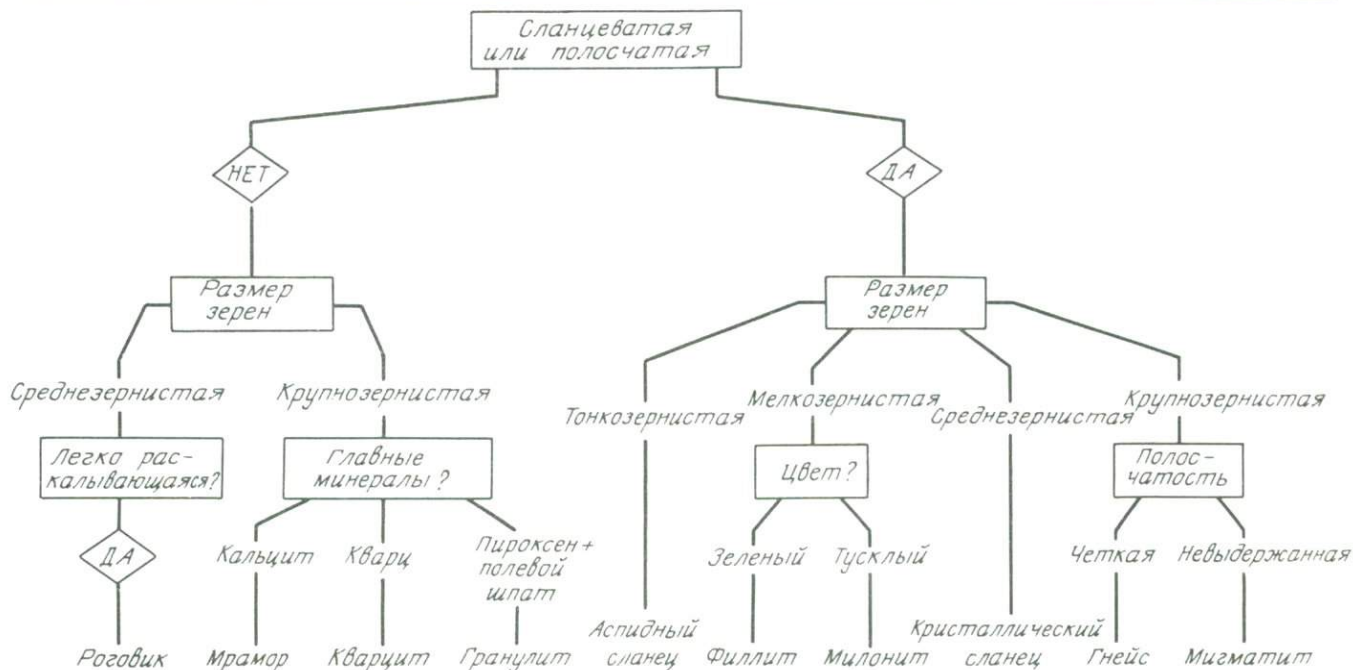 Сланцеватая
или полосчатая
НЕТ
ДА
Размер
зерен
Размер
зерен
Среднезернистая
Крупнозернистая
Тонкозернистая
Мелкозернистая
Среднезернистая
Крупнозернистая
Легко рас-
калывающаяся?
Главные
минералы?
Цвет?
Полос-
чатость
ДА
Кальцит
Кварц
Пироксен+
полевой
шпат
Зеленый
Тусклый
Четкая
Невыдержанная
Роговик
Мрамор
Кварцит
Гранулит
Аспидный
сланец
Филлит
Милонит
Кристаллический
сланец
Гнейс
Мигматит